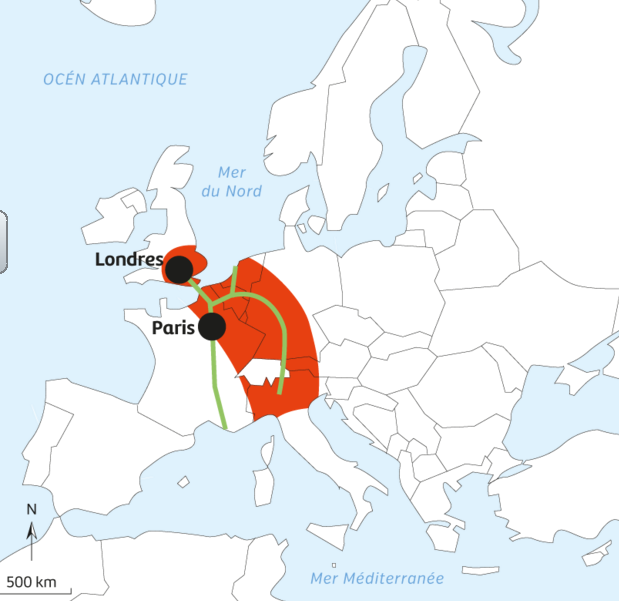 OCÉN ATLANTIQUE
Mer
du Nord
Londres
Paris
N
500 km
Mer Méditerranée